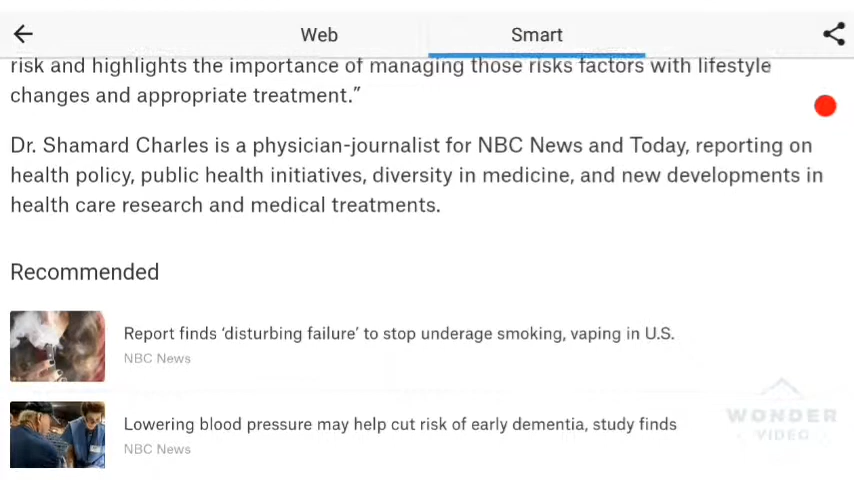 Web
Smart
risk and highlights the importance of managing those risks factors with lifestyle
changes and appropriate treatment.”
Dr. Shamard Charles is a physician-journalist for NBC News and Today, reporting on
health policy, public health initiatives, diversity in medicine, and new developments in
health care research and medical treatments.
Recommended
Report finds ‘disturbing failure’ to stop underage smoking, vaping in U.S.
NBC News
Lowering blood pressure may help cut risk of early dementia, study finds
NBC News
WONDER
VIDEO